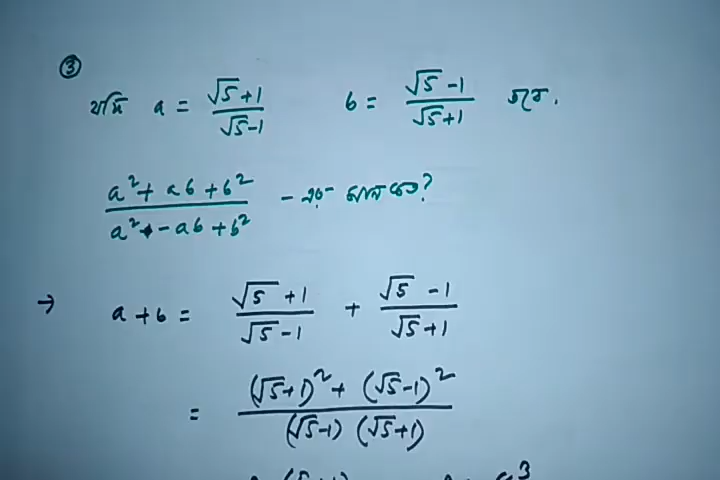 ③
যদি a = (√5+1)/(√5-1) b = (√5-1)/(√5+1) হয়.
(a²+ab+b²)/(a²-ab+b²) - এর মান কত?
→ a+b = (√5+1)/(√5-1) + (√5-1)/(√5+1)
= ((√5+1)²+(√5-1)²)/((√5-1)(√5+1))